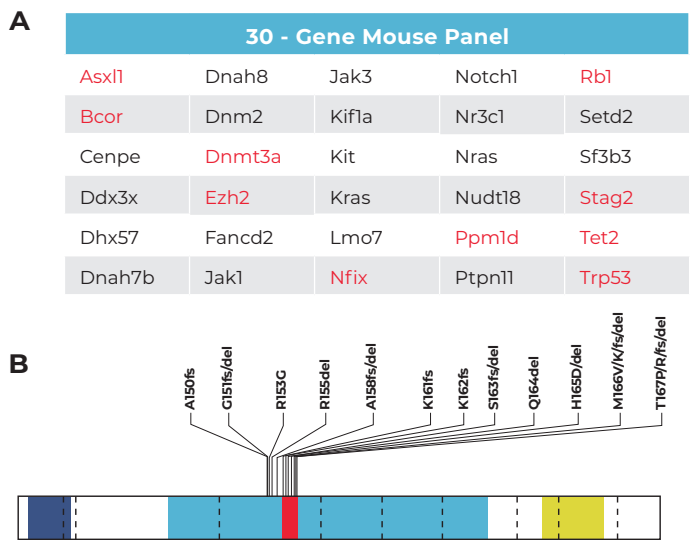 A
30 - Gene Mouse Panel
Asxl1 Dnah8 Jak3 Notch1 Rb1
Bcor Dnm2 Kif1a Nr3c1 Setd2
Cenpe Dnmt3a Kit Nras Sf3b3
Ddx3x Ezh2 Kras Nudt18 Stag2
Dhx57 Fancd2 Lmo7 Ppm1d Tet2
Dnah7b Jak1 Nfix Ptpn11 Trp53
B
A150fs
G151fs/del
R153G
R155del
A158fs/del
K161fs
K162fs
S163fs/del
Q164del
H165D/del
M166V/K/fs/del
T167P/R/fs/del